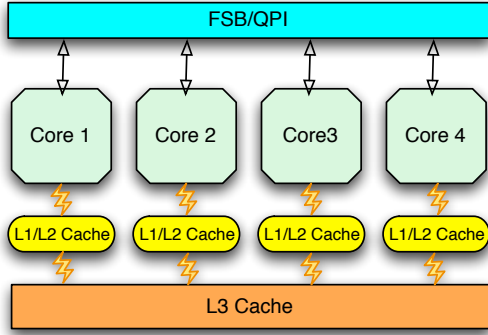 FSB/QPI
Core 1
Core 2
Core3
Core 4
L1/L2 Cache
L1/L2 Cache
L1/L2 Cache
L1/L2 Cache
L3 Cache